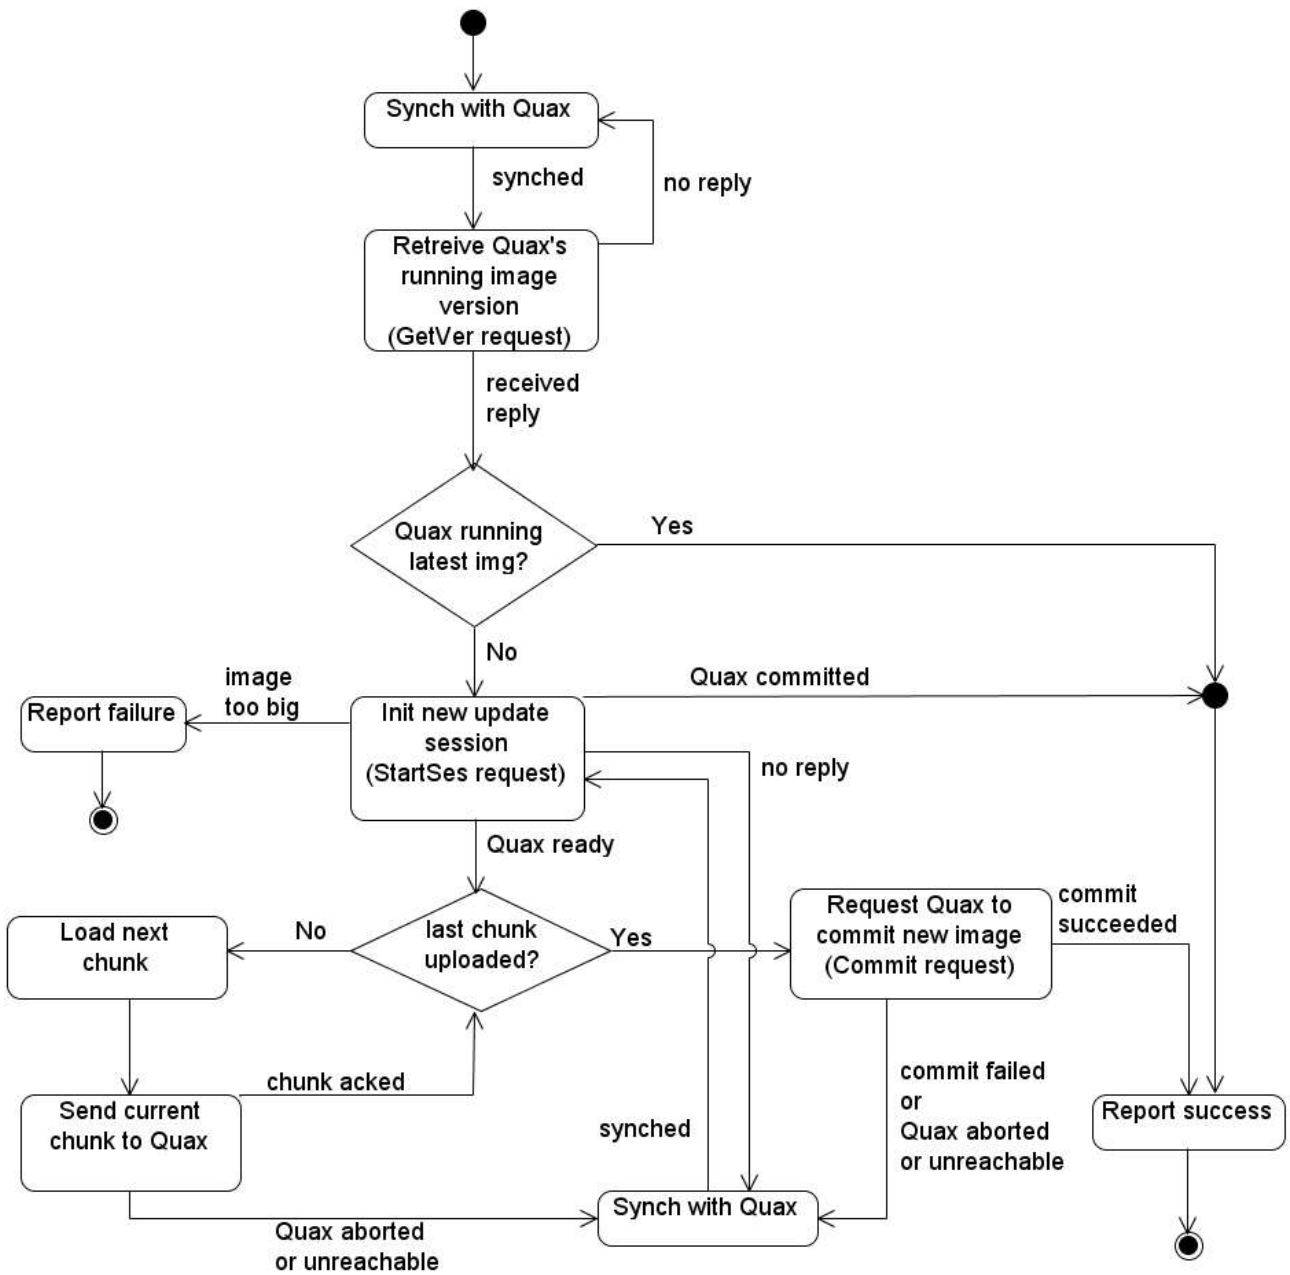 Synch with Quax
synched
no reply
Retreive Quax's
running image
version
(GetVer request)
received
reply
Quax running
latest img?
Yes
No
image
too big
Quax committed
Report failure
Init new update
session
(StartSes request)
no reply
Quax ready
Load next
chunk
No
last chunk
uploaded?
Yes
Request Quax to
commit new image
(Commit request)
commit
succeeded
chunk acked
Send current
chunk to Quax
synched
commit failed
or
Quax aborted
or unreachable
Report success
Synch with Quax
Quax aborted
or unreachable